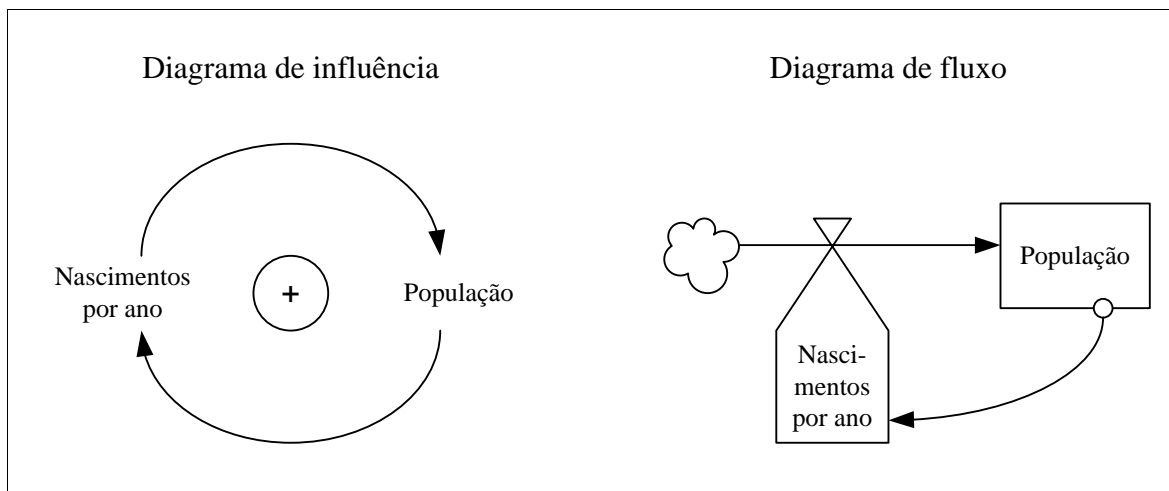 Diagrama de influência
Nascimentos
por ano
+
População
Diagrama de fluxo
População
Nasci-
mentos
por ano